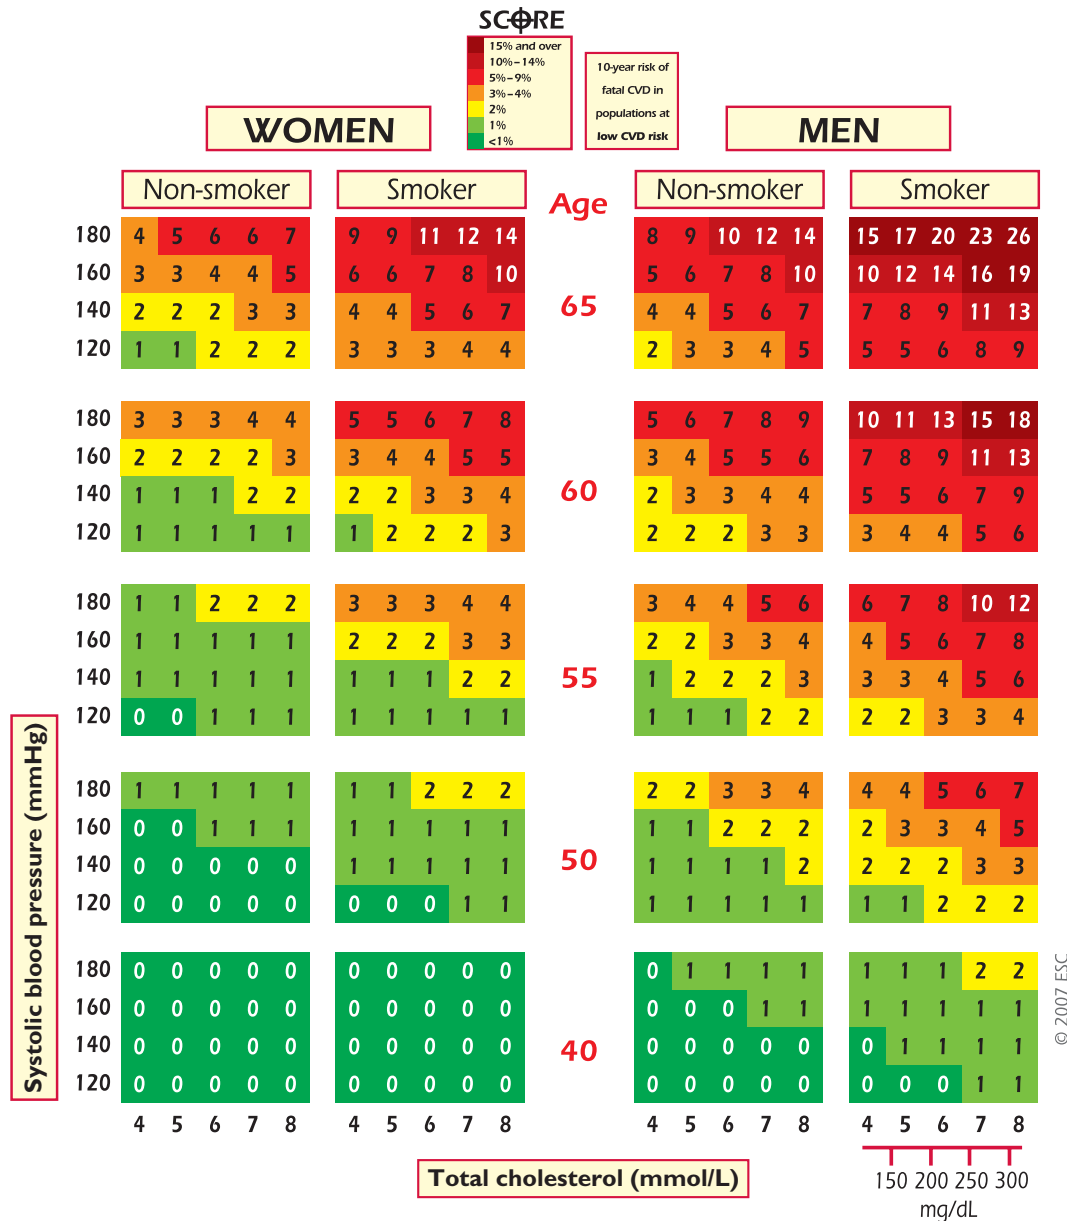 SCORE
15% and over
10%–14%
5%–9%
3%–4%
2%
1%
<1%
10-year risk of
fatal CVD in
populations at
low CVD risk
WOMEN
MEN
Non-smoker Smoker Age Non-smoker Smoker
180 4 5 6 6 7 9 9 11 12 14 8 9 10 12 14 15 17 20 23 26
160 3 3 4 4 5 6 6 7 8 10 5 6 7 8 10 10 12 14 16 19
65
140 2 2 2 3 3 4 4 5 6 7 4 4 5 6 7 7 8 9 11 13
120 1 1 2 2 2 3 3 3 4 4 2 3 3 4 5 5 5 6 8 9
180 3 3 3 4 4 5 5 6 7 8 5 6 7 8 9 10 11 13 15 18
160 2 2 2 2 3 3 4 4 5 5 3 4 5 5 6 7 8 9 11 13
60
140 1 1 1 2 2 2 2 3 3 4 2 3 3 4 4 5 5 6 7 9
120 1 1 1 1 1 1 2 2 2 3 2 2 2 3 3 3 4 4 5 6
180 1 1 2 2 2 3 3 3 4 4 3 4 4 5 6 6 7 8 10 12
160 1 1 1 1 1 2 2 2 3 3 2 2 3 3 4 4 5 6 7 8
55
140 1 1 1 1 1 1 1 1 2 2 1 2 2 2 3 3 3 4 5 6
120 0 0 1 1 1 1 1 1 1 1 1 1 1 2 2 2 2 3 3 4
180 1 1 1 1 1 1 1 2 2 2 2 2 3 3 4 4 4 5 6 7
160 0 0 1 1 1 1 1 1 1 1 1 1 2 2 2 2 3 3 4 5
50
140 0 0 0 0 0 1 1 1 1 1 1 1 1 1 2 2 2 2 3 3
120 0 0 0 0 0 0 0 0 1 1 1 1 1 1 1 1 1 2 2 2
180 0 0 0 0 0 0 0 0 0 0 0 1 1 1 1 1 1 1 2 2
160 0 0 0 0 0 0 0 0 0 0 0 0 0 1 1 1 1 1 1 1
40
140 0 0 0 0 0 0 0 0 0 0 0 0 0 0 0 0 1 1 1 1
120 0 0 0 0 0 0 0 0 0 0 0 0 0 0 0 0 0 0 1 1
4 5 6 7 8 4 5 6 7 8 4 5 6 7 8 4 5 6 7 8
Systolic blood pressure (mmHg)
Total cholesterol (mmol/L)
150 200 250 300
mg/dL
© 2007 ESC